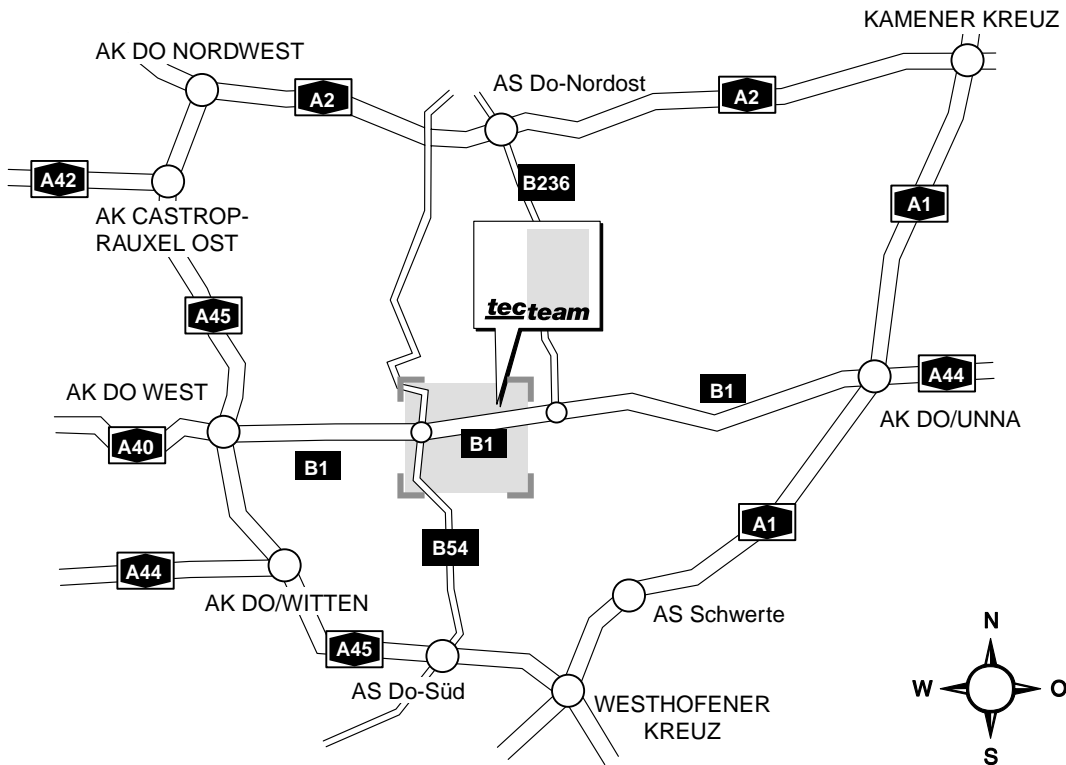 KAMENER KREUZ
AK DO NORDWEST
AS Do-Nordost
A2
A2
A42
B236
A1
AK CASTROP-
RAUXEL OST
tec team
A45
AK DO WEST
B1
A44
AK DO/UNNA
A40
B1
B1
A1
B54
A44
AK DO/WITTEN
AS Schwerte
A45
AS Do-Süd
WESTHOFENER
KREUZ
N
W
O
S